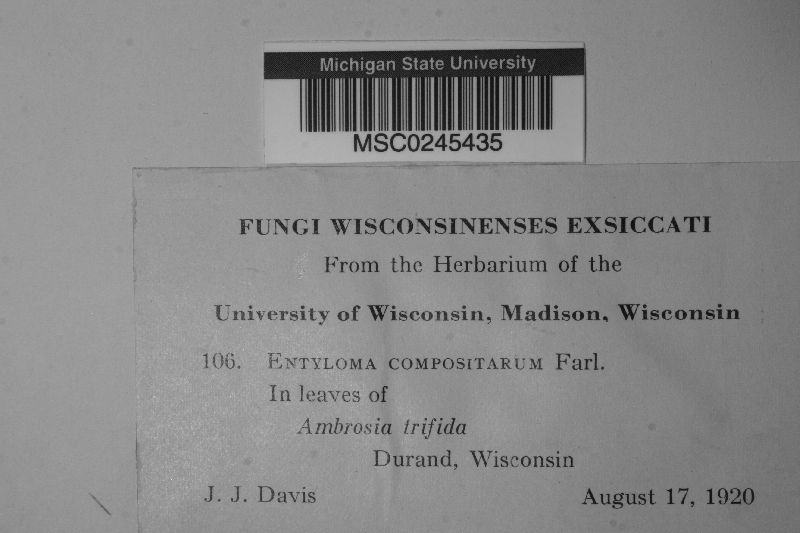 Michigan State University
MSC0245435
FUNGI WISCONSINENSES EXSICCATI
From the Herbarium of the
University of Wisconsin, Madison, Wisconsin
106. ENTYLOMA COMPOSITARUM Farl.
In leaves of
Ambrosia trifida
Durand, Wisconsin
J. J. Davis August 17, 1920